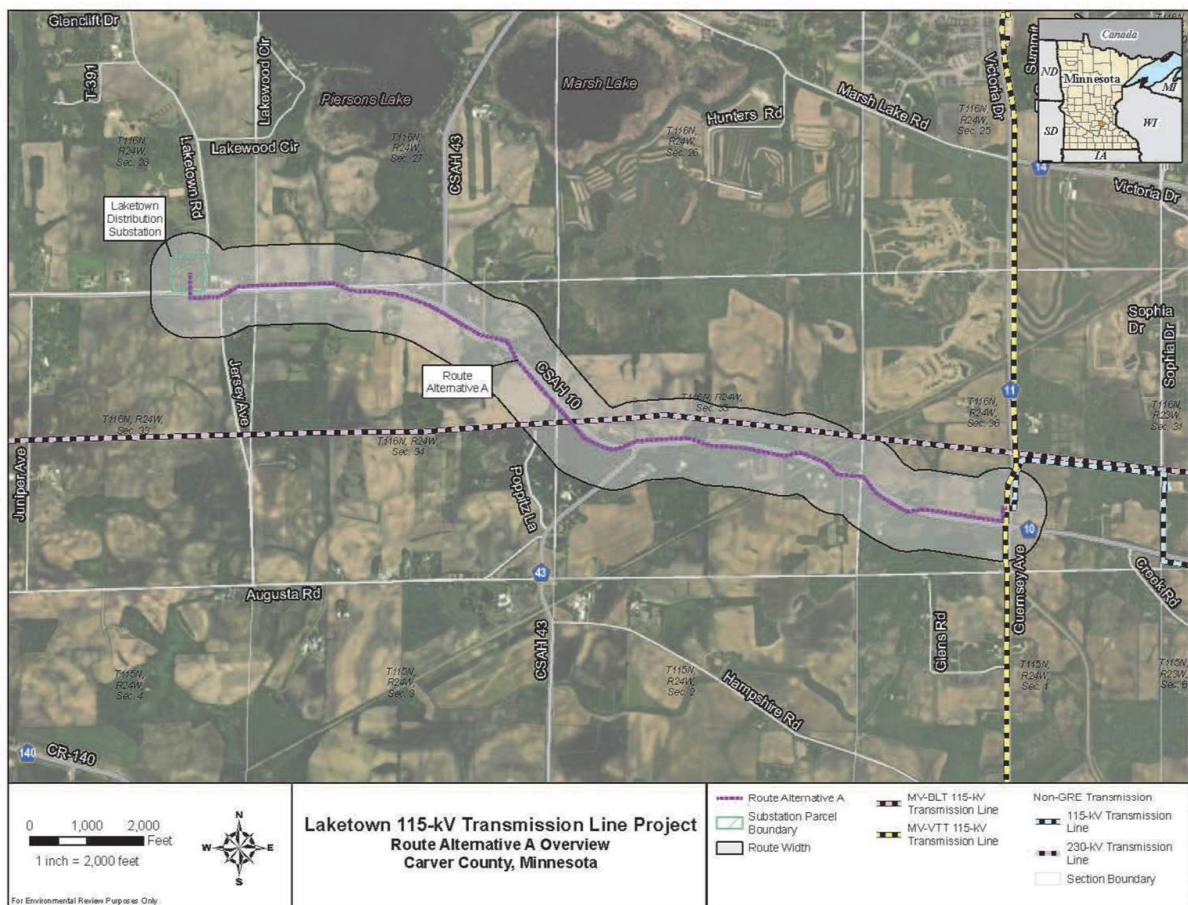 Glenclift Dr
T-391
Lakewood Cir
Laketown Rd
Lakewood Cir
Piersons Lake
CSAH 43
Marsh Lake
Hunters Rd
Marsh Lake Rd
Victoria Dr
Summit
Canada
ND
Minnesota
MI
SD
WI
IA
14
Victoria Dr
T116N,
R24W,
Sec. 28
T116N,
R24W,
Sec. 27
T116N,
R24W,
Sec. 26
T116N,
R24W,
Sec. 25
Laketown
Distribution
Substation
Jersey Ave
Route
Alternative A
CSAH 10
Sophia
Dr
Sophia Dr
11
Juniper Ave
T116N, R24W,
Sec. 33
T116N, R24W,
Sec. 34
T116N, R24W,
Sec. 35
T116N, R24W,
Sec. 36
T116N,
R23W,
Sec. 31
Poppitz La
10
43
Augusta Rd
CSAH 43
Guernsey Ave
Creek Rd
Glens Rd
Hampshire Rd
T115N,
R24W,
Sec. 4
T115N,
R24W,
Sec. 3
T115N,
R24W,
Sec. 2
T115N,
R24W,
Sec. 1
T115N,
R23W,
Sec. 6
140
CR-140
0 1,000 2,000
Feet
1 inch = 2,000 feet
N
W E
S
For Environmental Review Purposes Only
Laketown 115-kV Transmission Line Project
Route Alternative A Overview
Carver County, Minnesota
Route Alternative A
Substation Parcel
Boundary
Route Width
MV-BLT 115-kV
Transmission Line
MV-VTT 115-kV
Transmission Line
Non-GRE Transmission
115-kV Transmission
Line
230-kV Transmission
Line
Section Boundary